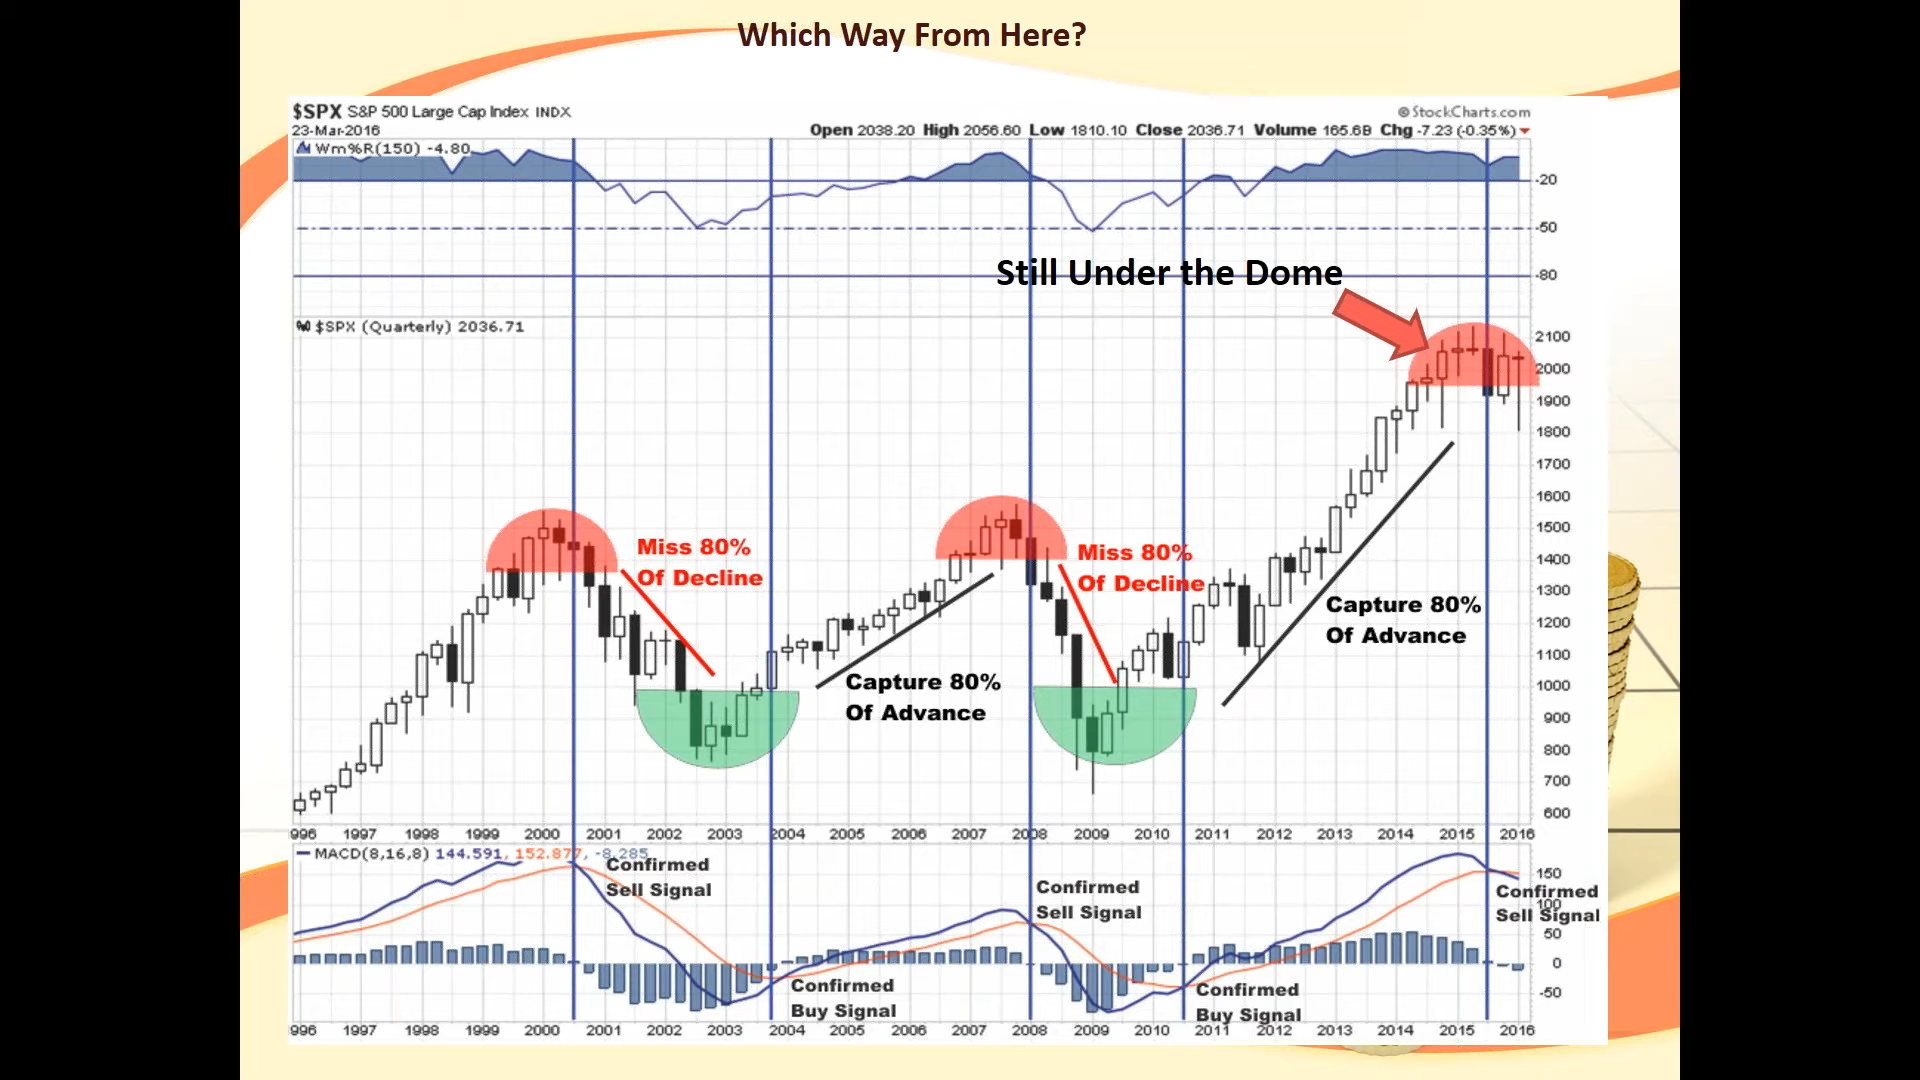 Which Way From Here?
$SPX S&P 500 Large Cap Index INDX
© StockCharts.com
23-Mar-2016
Open 2038.20 High 2056.60 Low 1810.10 Close 2036.71 Volume 165.6B Chg -7.23 (-0.35%)
Wm%R(150) -4.80
-20
-50
Still Under the Dome
-80
$SPX (Quarterly) 2036.71
2100
2000
1900
1800
1700
1600
1500
1400
1300
1200
1100
1000
900
800
700
600
Miss 80%
Of Decline
Capture 80%
Of Advance
Miss 80%
Of Decline
Capture 80%
Of Advance
996 1997 1998 1999 2000 2001 2002 2003 2004 2005 2006 2007 2008 2009 2010 2011 2012 2013 2014 2015 2016
MACD(8,16,8) 144.591, 152.877, -8.285
Confirmed
Sell Signal
Confirmed
Sell Signal
Confirmed
Sell Signal
150
100
50
0
-50
Confirmed
Buy Signal
Confirmed
Buy Signal
996 1997 1998 1999 2000 2001 2002 2003 2004 2005 2006 2007 2008 2009 2010 2011 2012 2013 2014 2015 2016